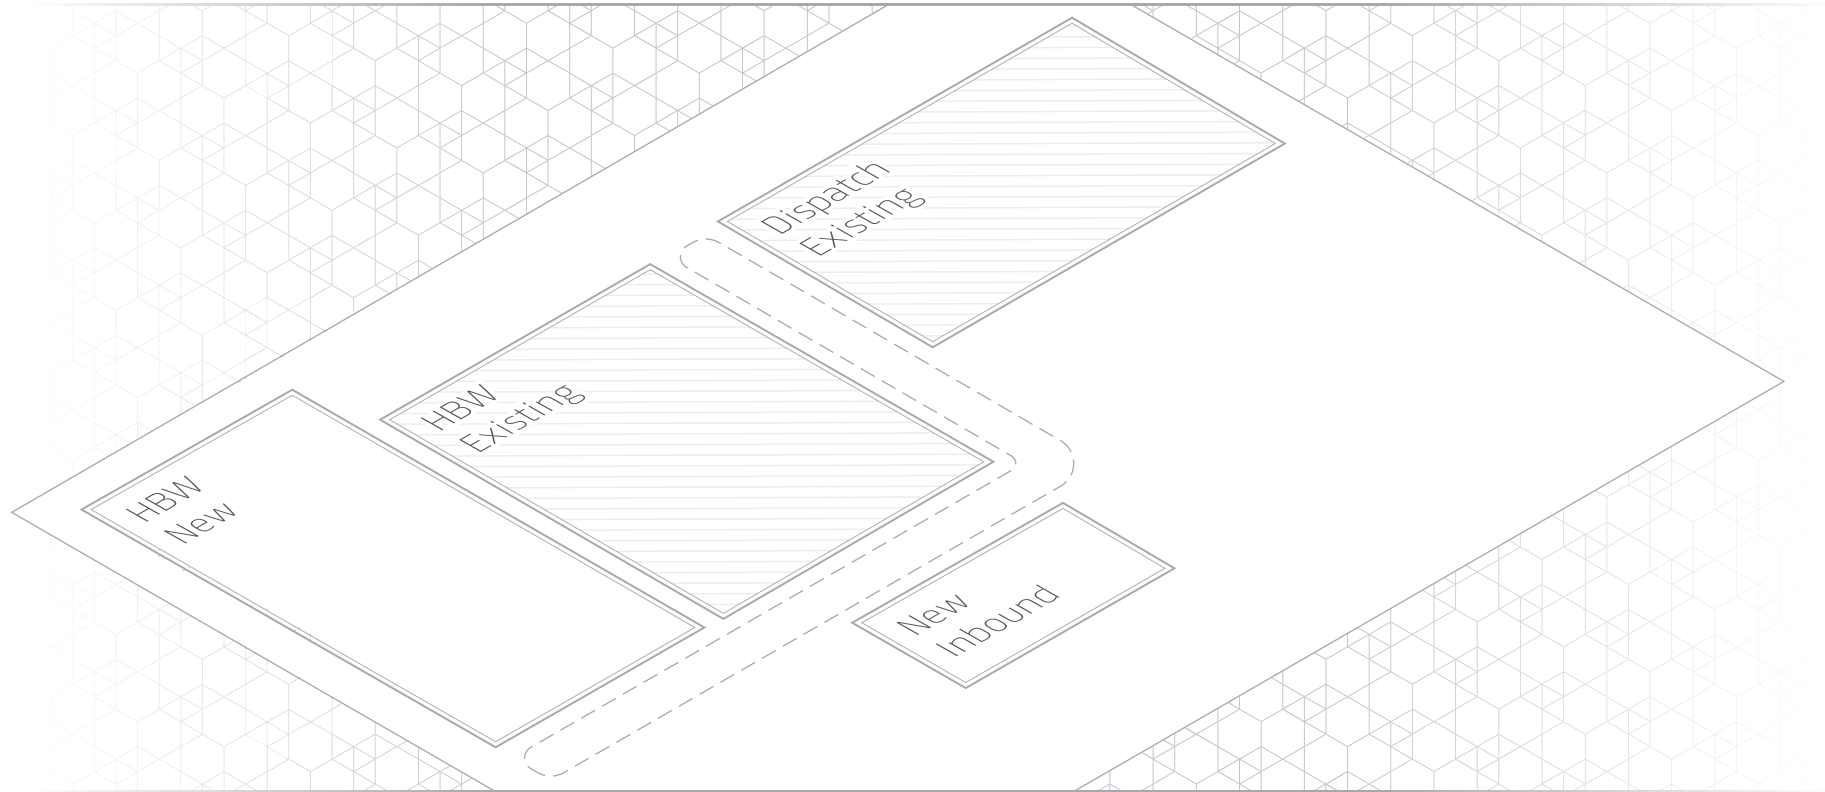 Dispatch
Existing
HBW
Existing
HBW
New
New
Inbound